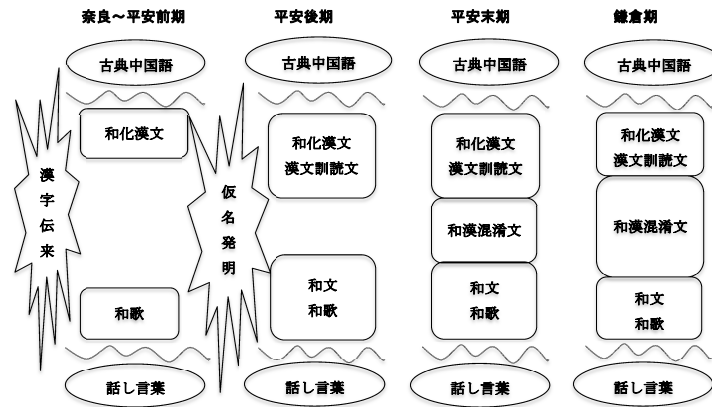 奈良～平安前期
平安後期
平安末期
鎌倉期
古典中国語
古典中国語
古典中国語
古典中国語
漢字伝来
和化漢文
和歌
話し言葉
仮名発明
和化漢文
漢文訓読文
和文
和歌
話し言葉
和化漢文
漢文訓読文
和漢混淆文
和文
和歌
話し言葉
和化漢文
漢文訓読文
和漢混淆文
和文
和歌
話し言葉